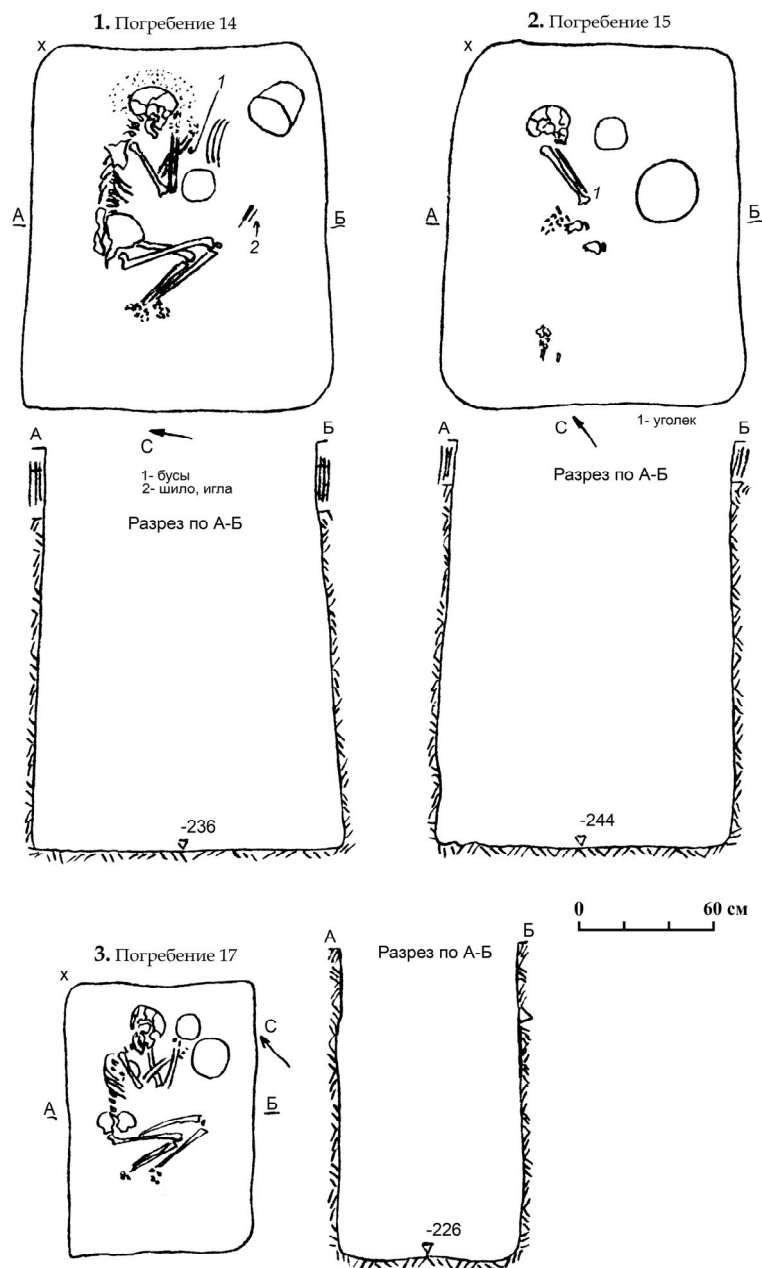 1. Погребение 14
х
1
А
Б
2
А
Б
С
1- бусы
2- шило, игла
Разрез по А-Б
-236
2. Погребение 15
х
1
А
Б
1- уголек
А
Б
С
Разрез по А-Б
-244
0 60 см
3. Погребение 17
х
С
А
Б
А
Б
Разрез по А-Б
-226